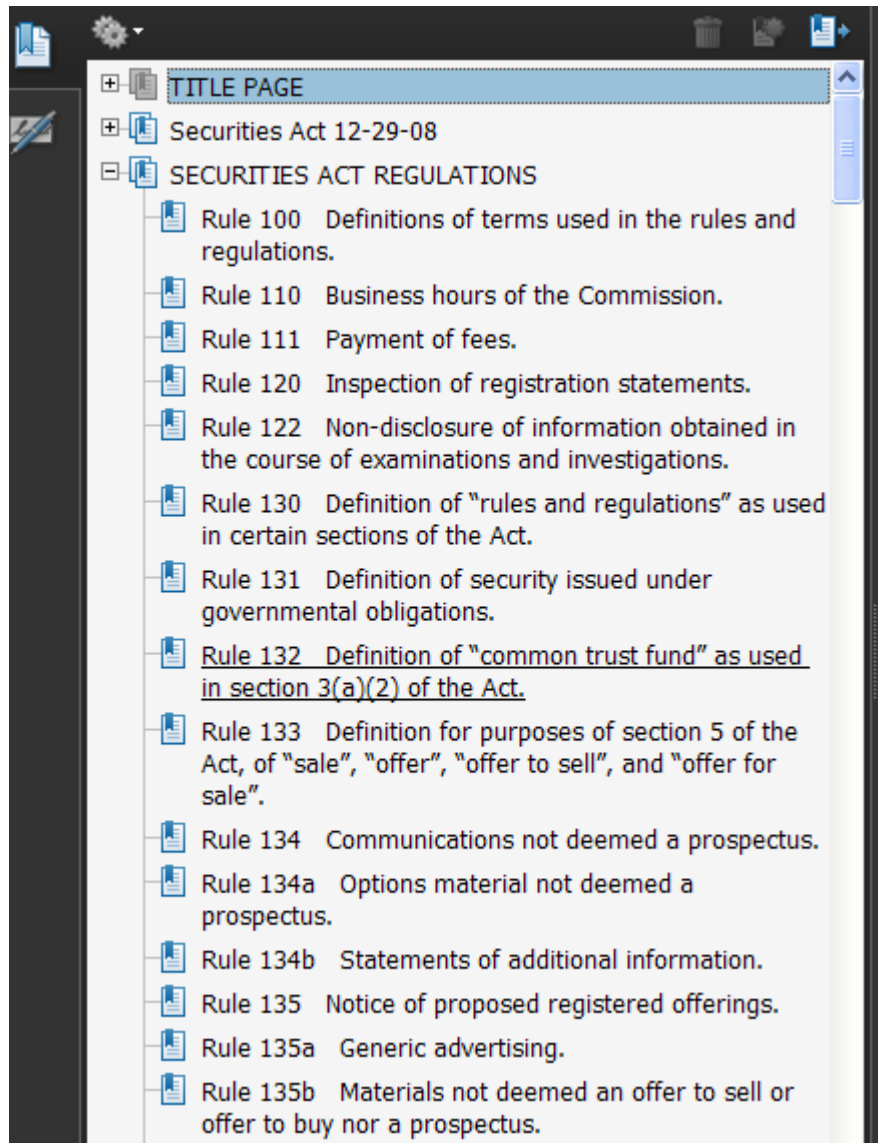 TITLE PAGE
Securities Act 12-29-08
SECURITIES ACT REGULATIONS
Rule 100 Definitions of terms used in the rules and
regulations.
Rule 110 Business hours of the Commission.
Rule 111 Payment of fees.
Rule 120 Inspection of registration statements.
Rule 122 Non-disclosure of information obtained in
the course of examinations and investigations.
Rule 130 Definition of “rules and regulations” as used
in certain sections of the Act.
Rule 131 Definition of security issued under
governmental obligations.
Rule 132 Definition of “common trust fund” as used
in section 3(a)(2) of the Act.
Rule 133 Definition for purposes of section 5 of the
Act, of “sale”, “offer”, “offer to sell”, and “offer for
sale”.
Rule 134 Communications not deemed a prospectus.
Rule 134a Options material not deemed a
prospectus.
Rule 134b Statements of additional information.
Rule 135 Notice of proposed registered offerings.
Rule 135a Generic advertising.
Rule 135b Materials not deemed an offer to sell or
offer to buy nor a prospectus.